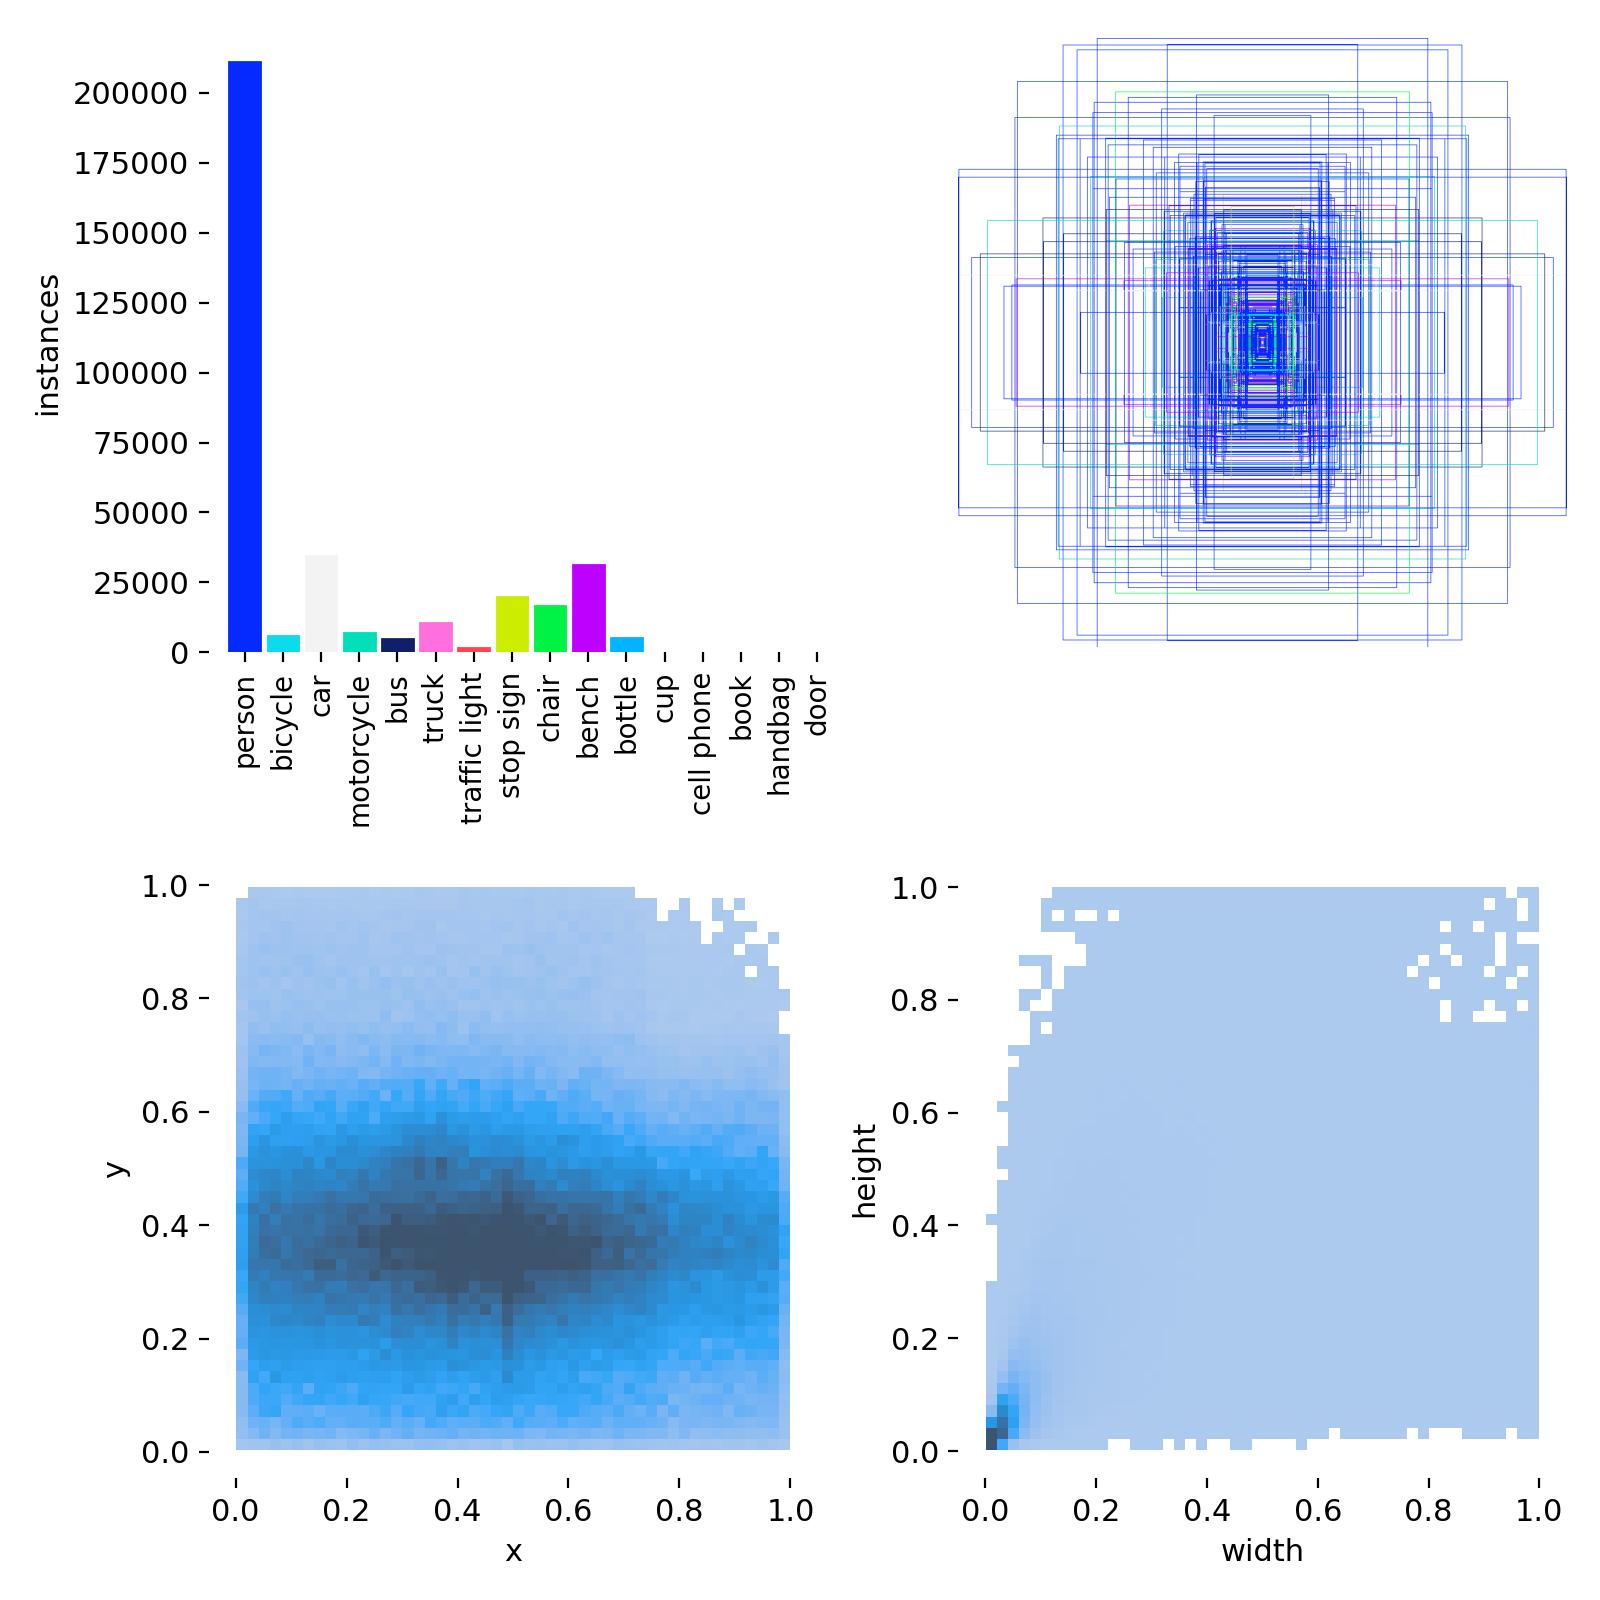 200000
175000
150000
125000
100000
75000
50000
25000
0
instances
person
bicycle
car
motorcycle
bus
truck
traffic light
stop sign
chair
bench
bottle
cup
cell phone
book
handbag
door
1.0
0.8
0.6
0.4
0.2
0.0
y
0.0 0.2 0.4 0.6 0.8 1.0
x
1.0
0.8
0.6
0.4
0.2
0.0
height
0.0 0.2 0.4 0.6 0.8 1.0
width